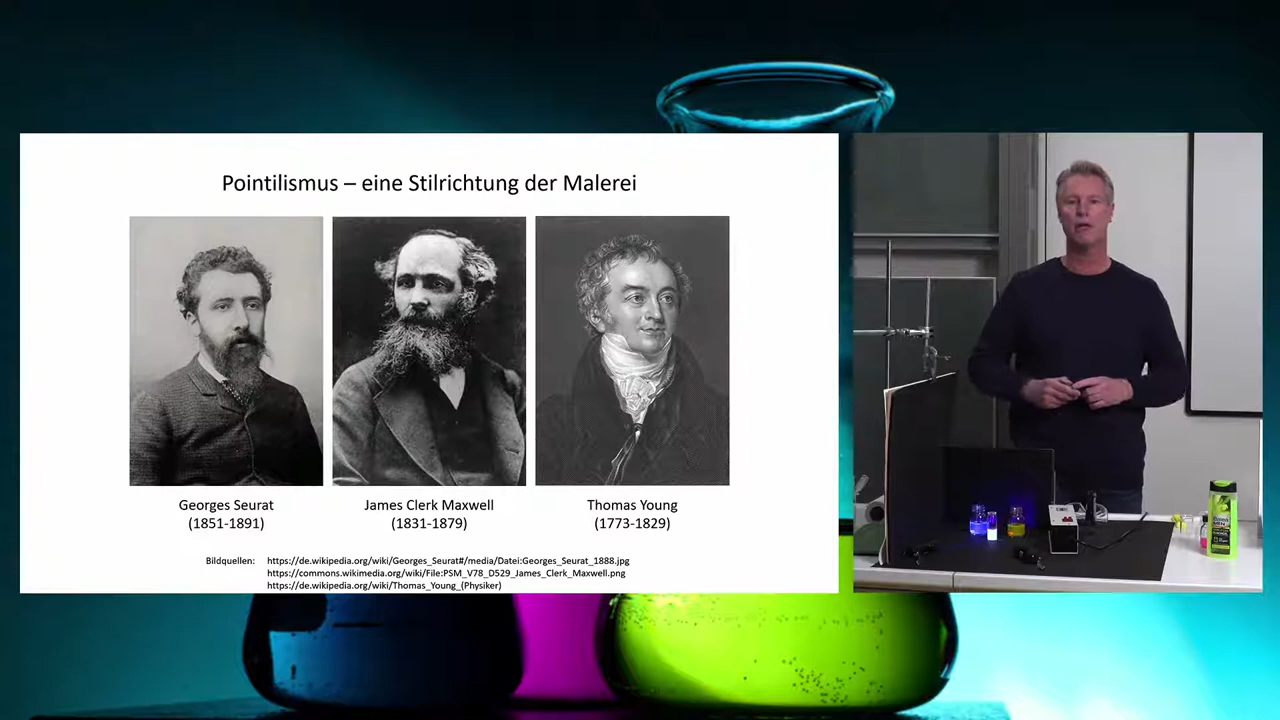 Pointilismus – eine Stilrichtung der Malerei
Georges Seurat
(1851-1891)
James Clerk Maxwell
(1831-1879)
Thomas Young
(1773-1829)
Bildquellen: https://de.wikipedia.org/wiki/Georges_Seurat#/media/Datei:Georges_Seurat_1888.jpg
https://commons.wikimedia.org/wiki/File:PSM_V78_D529_James_Clerk_Maxwell.png
https://de.wikipedia.org/wiki/Thomas_Young_(Physiker)